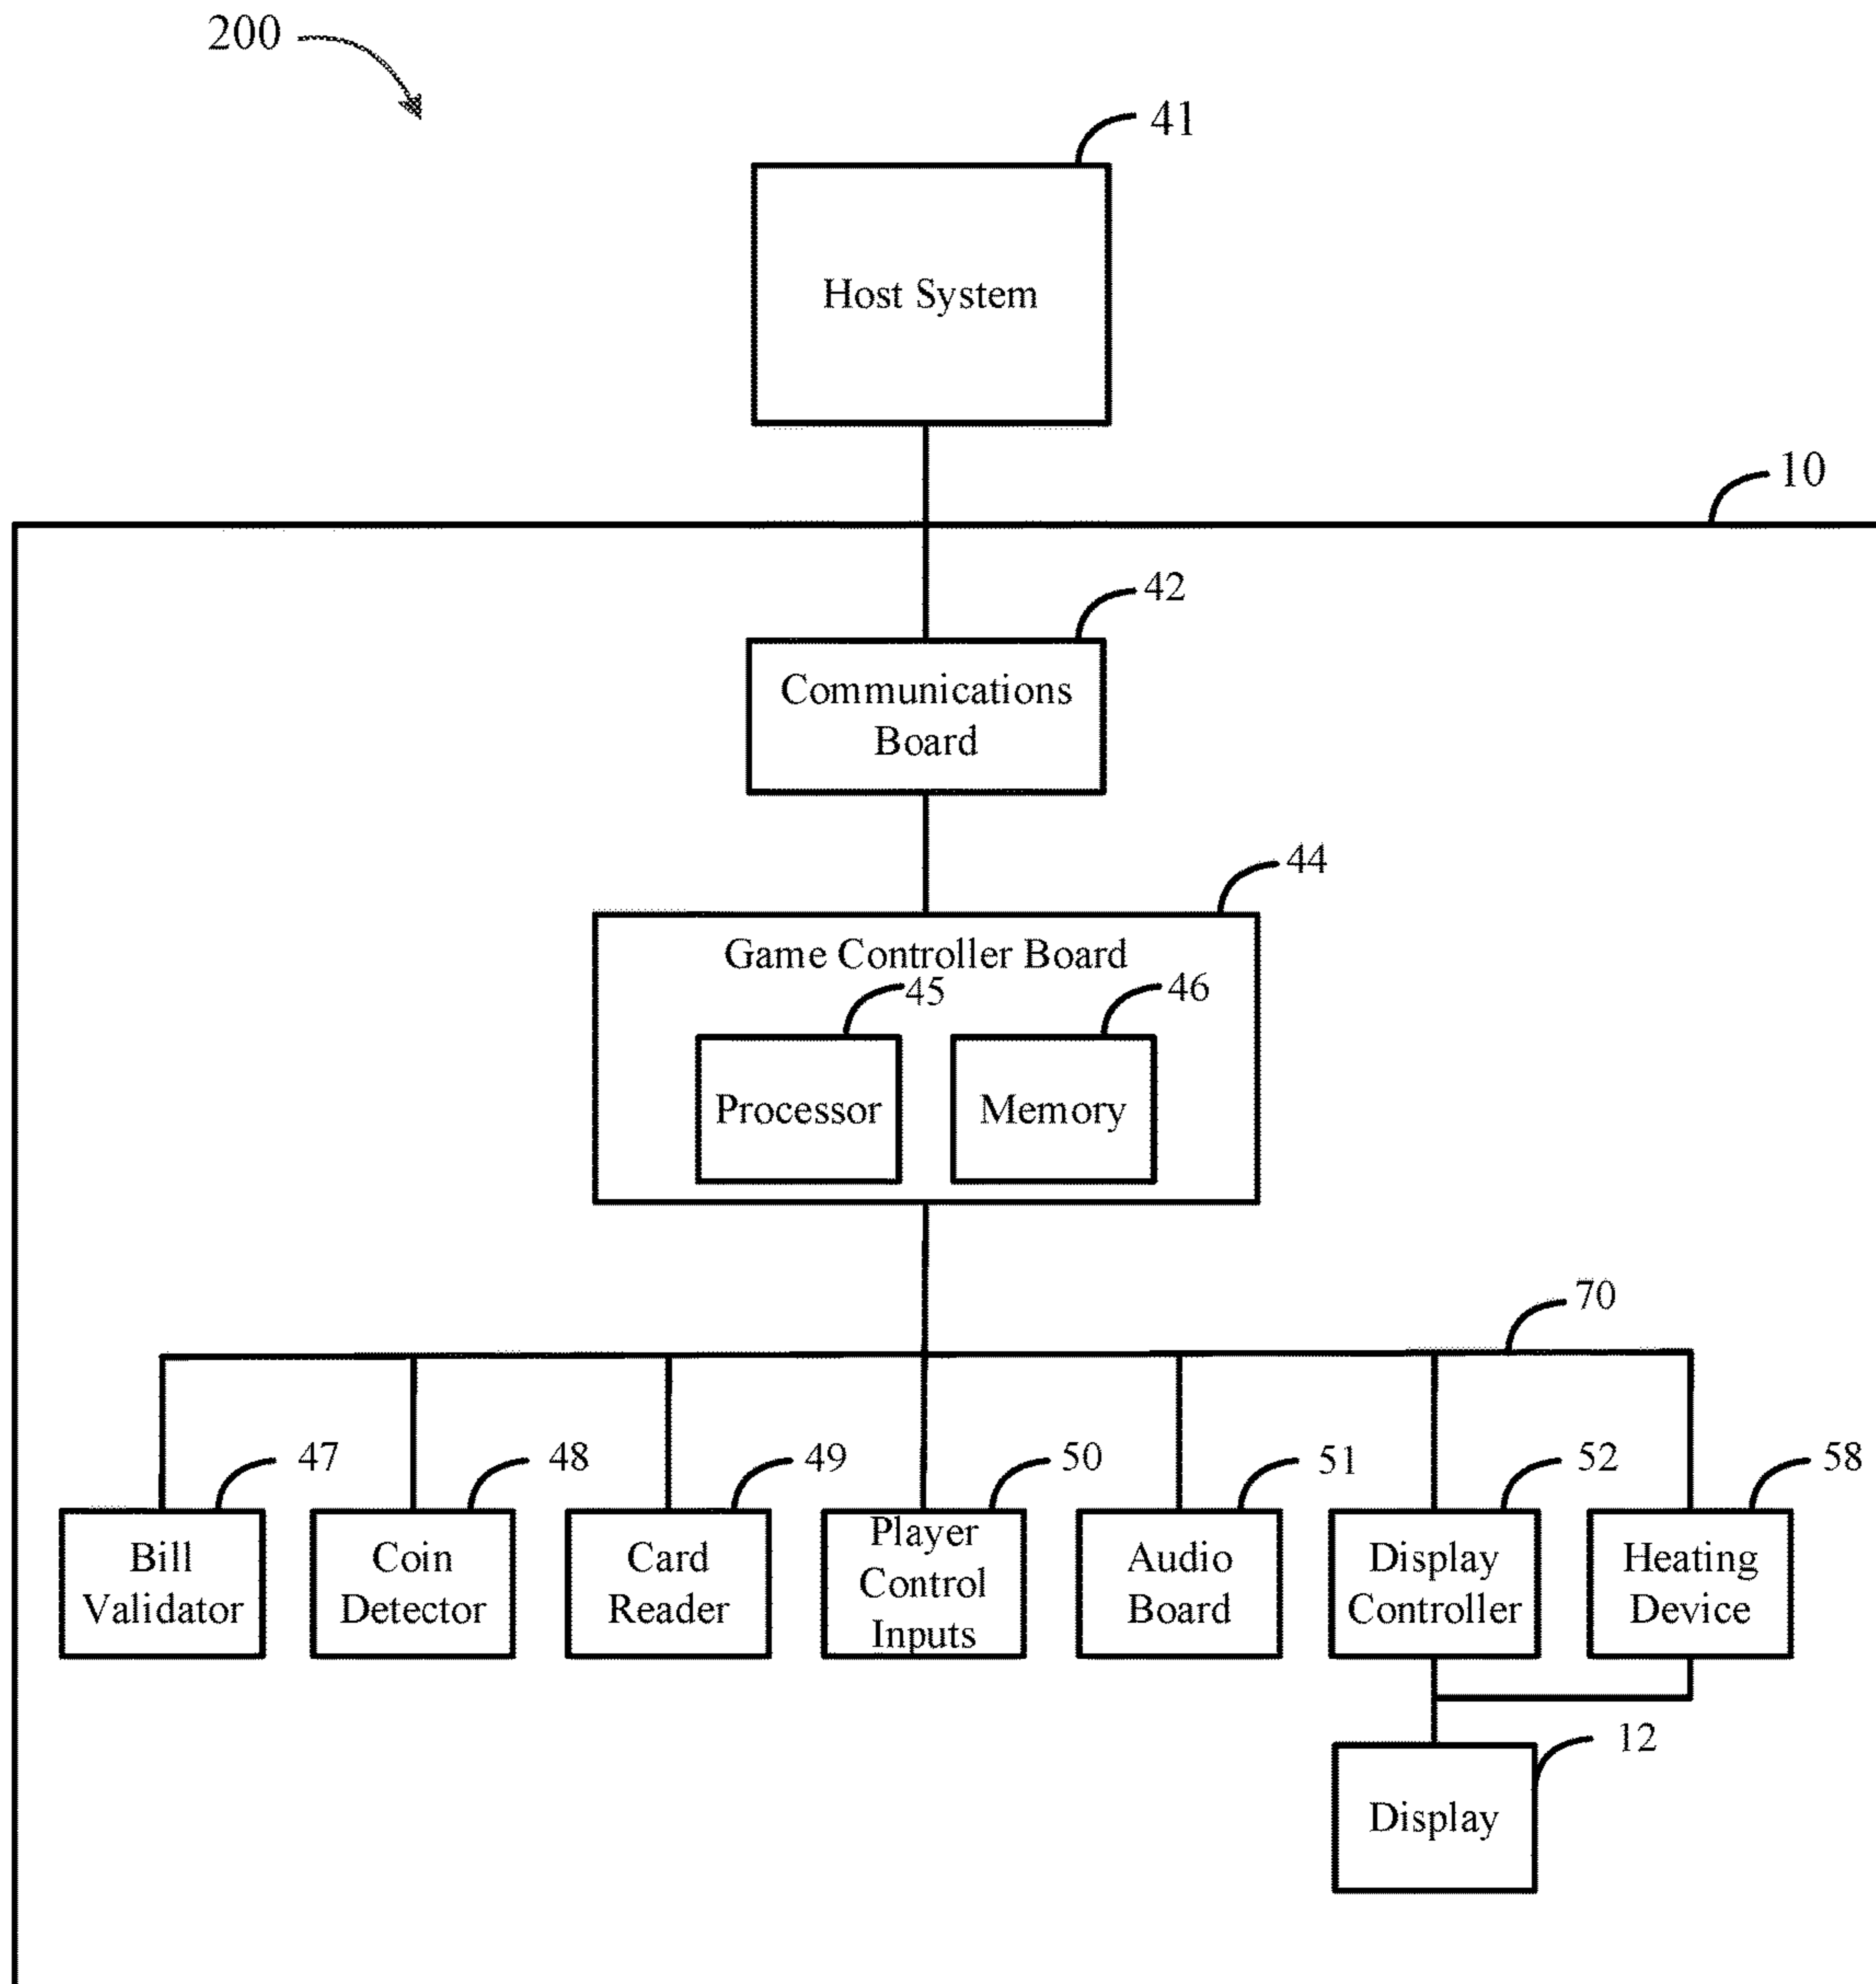 200
41
Host System
10
42
Communications
Board
44
Game Controller Board
45
46
Processor
Memory
70
47
48
49
50
51
52
58
Bill
Validator
Coin
Detector
Card
Reader
Player
Control
Inputs
Audio
Board
Display
Controller
Heating
Device
12
Display